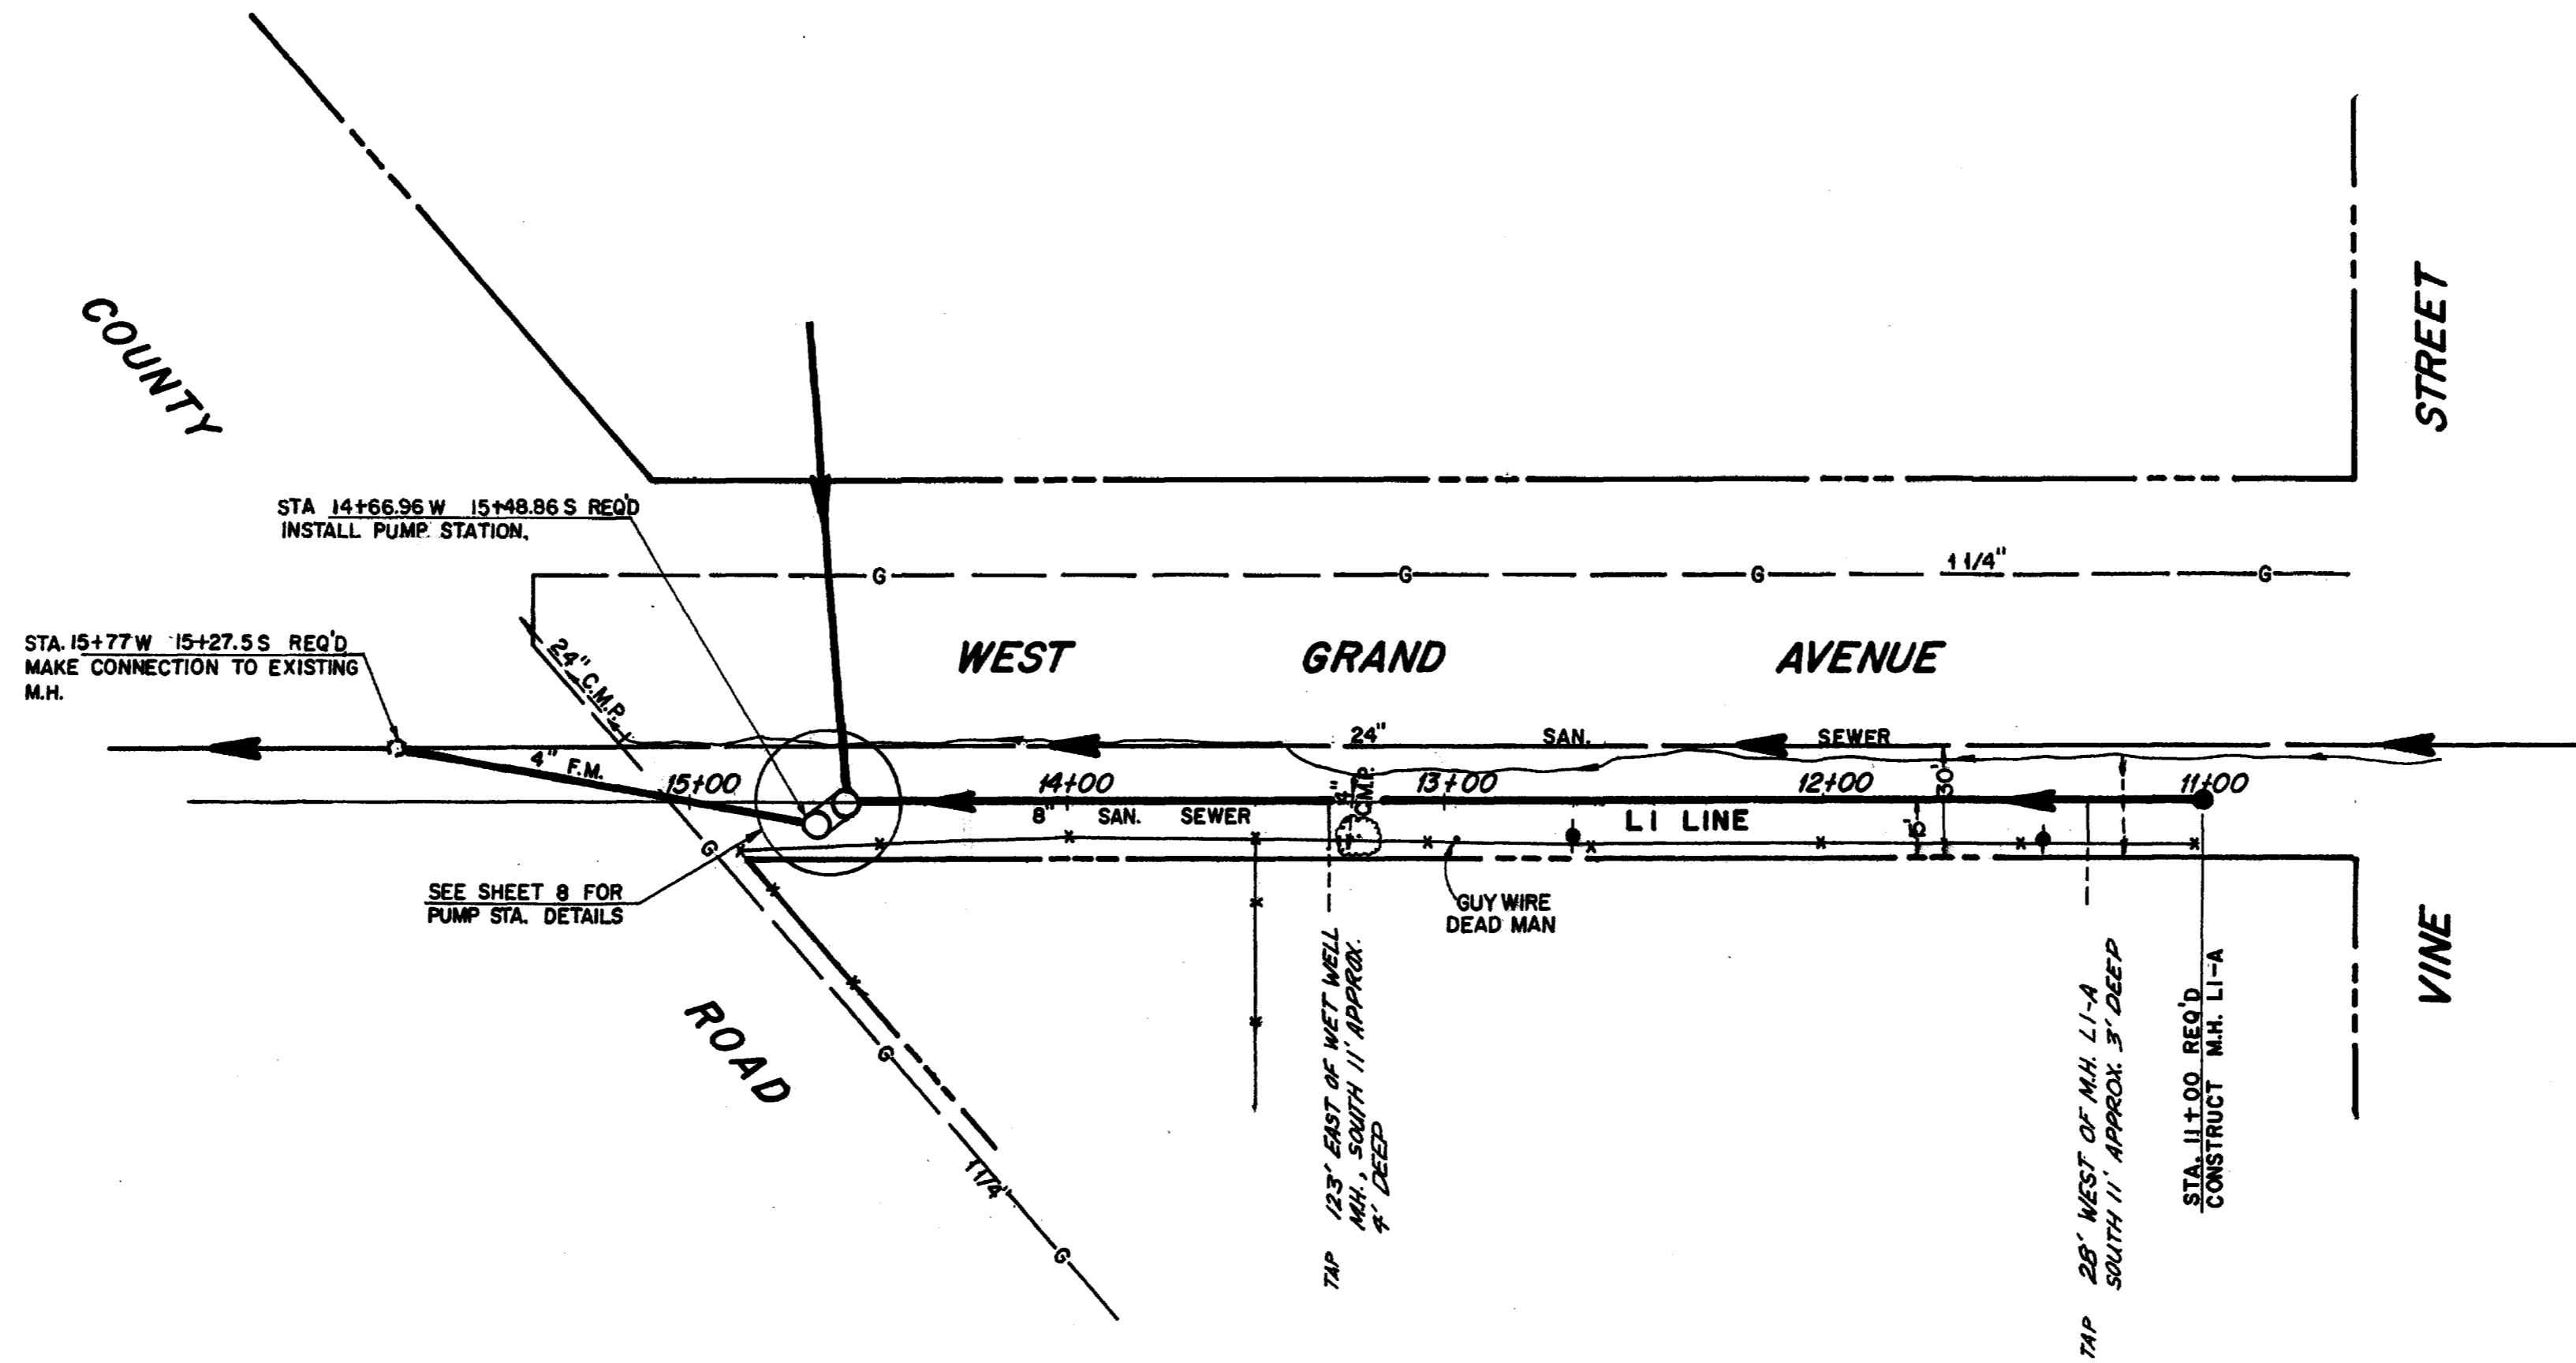 COUNTY
STREET
STA 14+66.96 W 15+48.86 S REQ'D
INSTALL PUMP STATION,
G
G
G
1 1/4"
G
STA. 15+77 W 15+27.5 S REQ'D
MAKE CONNECTION TO EXISTING
M.H.
24" C.M.P.
WEST GRAND AVENUE
24" SAN. SEWER
4" F.M.
15+00
14+00
13+00
12+00
11+00
30'
C.M.P.
8" SAN. SEWER
L1 LINE
15'
G
SEE SHEET 8 FOR
PUMP STA. DETAILS
GUY WIRE
DEAD MAN
VINE
ROAD
G
1 1/4"
G
TAP 123' EAST OF WET WELL
M.H., SOUTH 11' APPROX.
4' DEEP
TAP 28' WEST OF M.H. L1-A
SOUTH 11' APPROX. 3' DEEP
STA. 11+00 REQ'D
CONSTRUCT M.H. L1-A